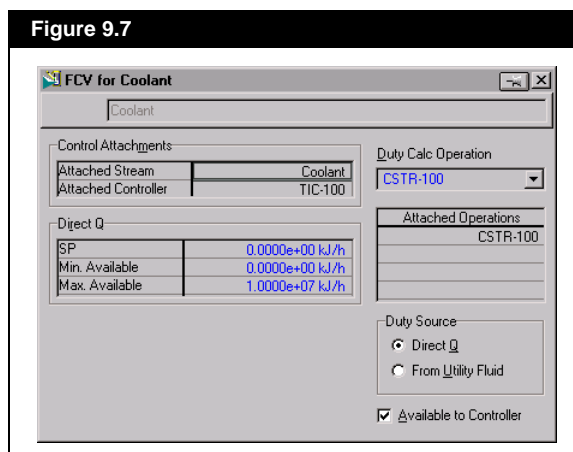 Figure 9.7
FCV for Coolant
Coolant
Control Attachments
Attached Stream Coolant
Attached Controller TIC-100
Direct Q
SP 0.0000e+00 kJ/h
Min. Available 0.0000e+00 kJ/h
Max. Available 1.0000e+07 kJ/h
Duty Calc Operation
CSTR-100
Attached Operations
CSTR-100
Duty Source
Direct Q
From Utility Fluid
Available to Controller